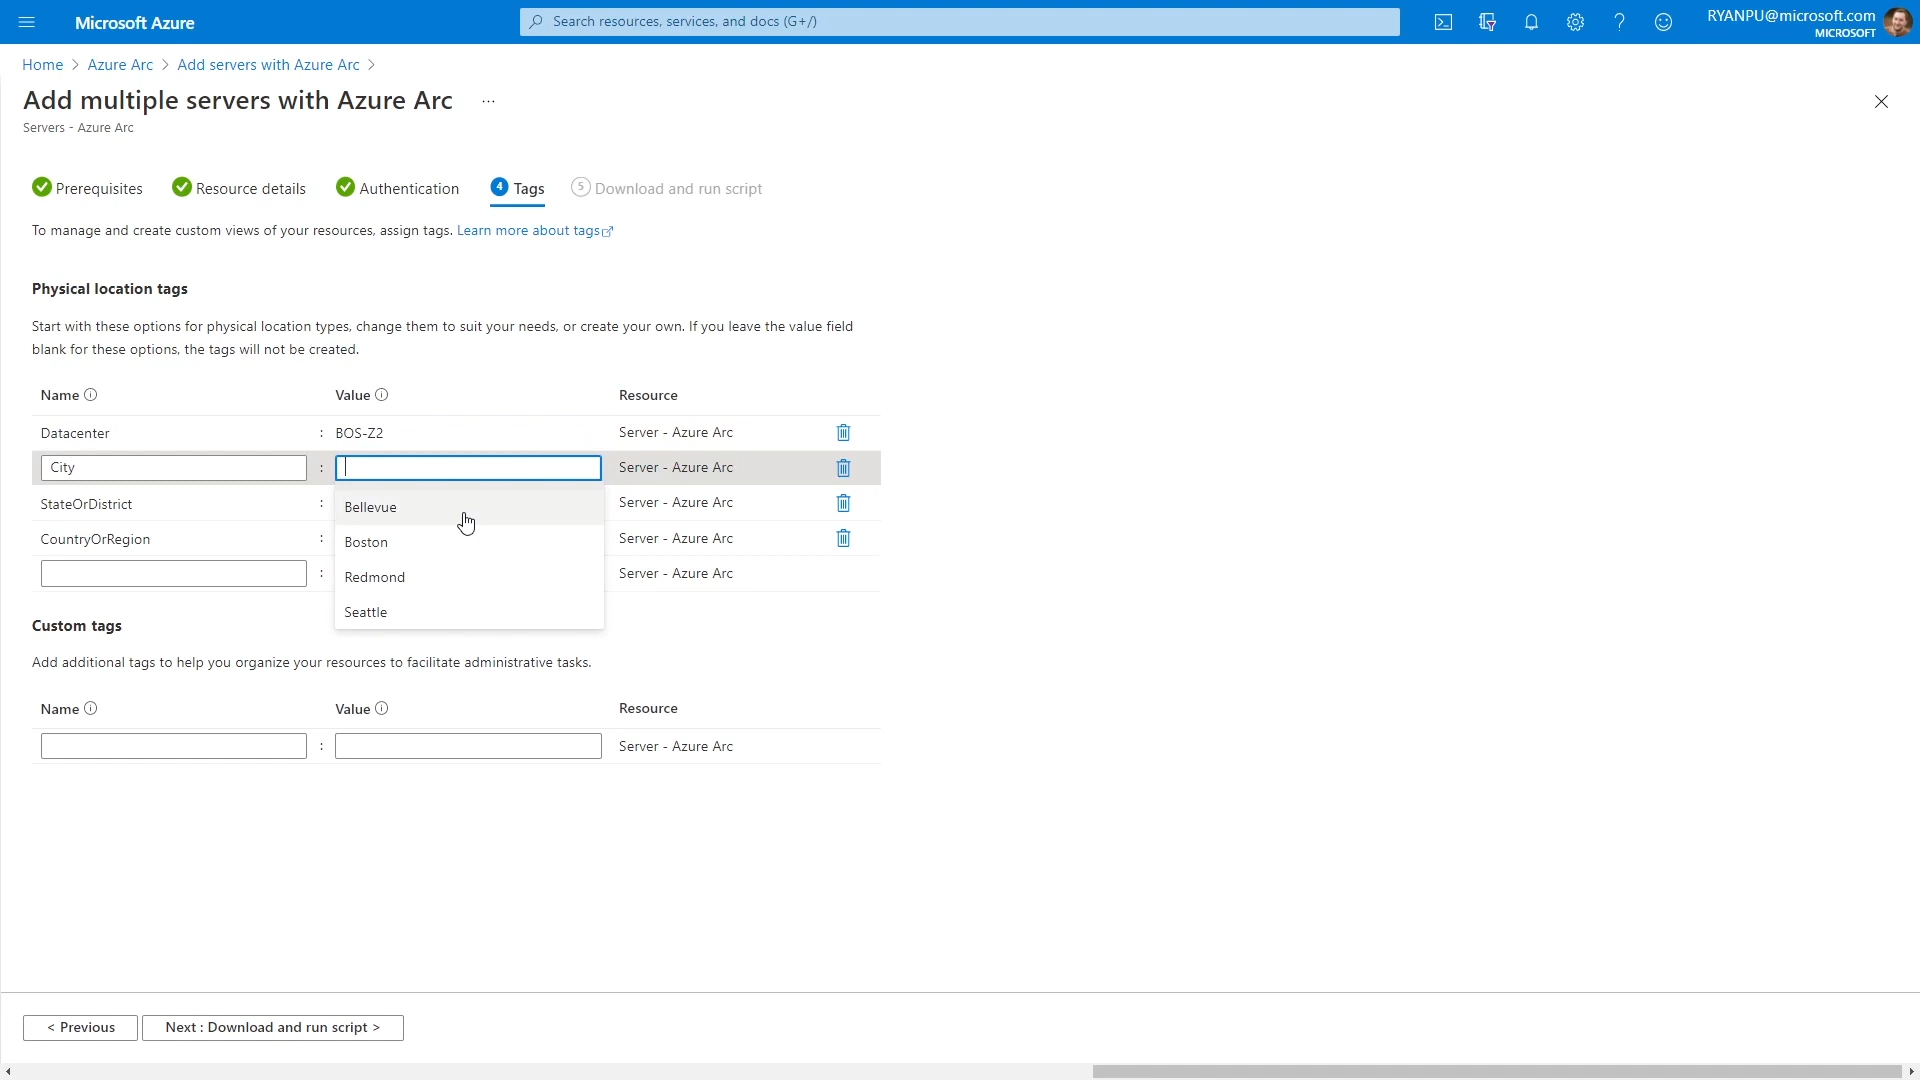 Microsoft Azure
Search resources, services, and docs (G+/)
RYANPU@microsoft.com
MICROSOFT
Home > Azure Arc > Add servers with Azure Arc >
Add multiple servers with Azure Arc ...
Servers - Azure Arc
Prerequisites Resource details Authentication 4 Tags 5 Download and run script
To manage and create custom views of your resources, assign tags. Learn more about tags
Physical location tags
Start with these options for physical location types, change them to suit your needs, or create your own. If you leave the value field
blank for these options, the tags will not be created.
Name Value Resource
Datacenter : BOS-Z2 Server - Azure Arc
City : Server - Azure Arc
StateOrDistrict : Server - Azure Arc
CountryOrRegion : Server - Azure Arc
: Server - Azure Arc
Bellevue
Boston
Redmond
Seattle
Custom tags
Add additional tags to help you organize your resources to facilitate administrative tasks.
Name Value Resource
: Server - Azure Arc
< Previous Next : Download and run script >